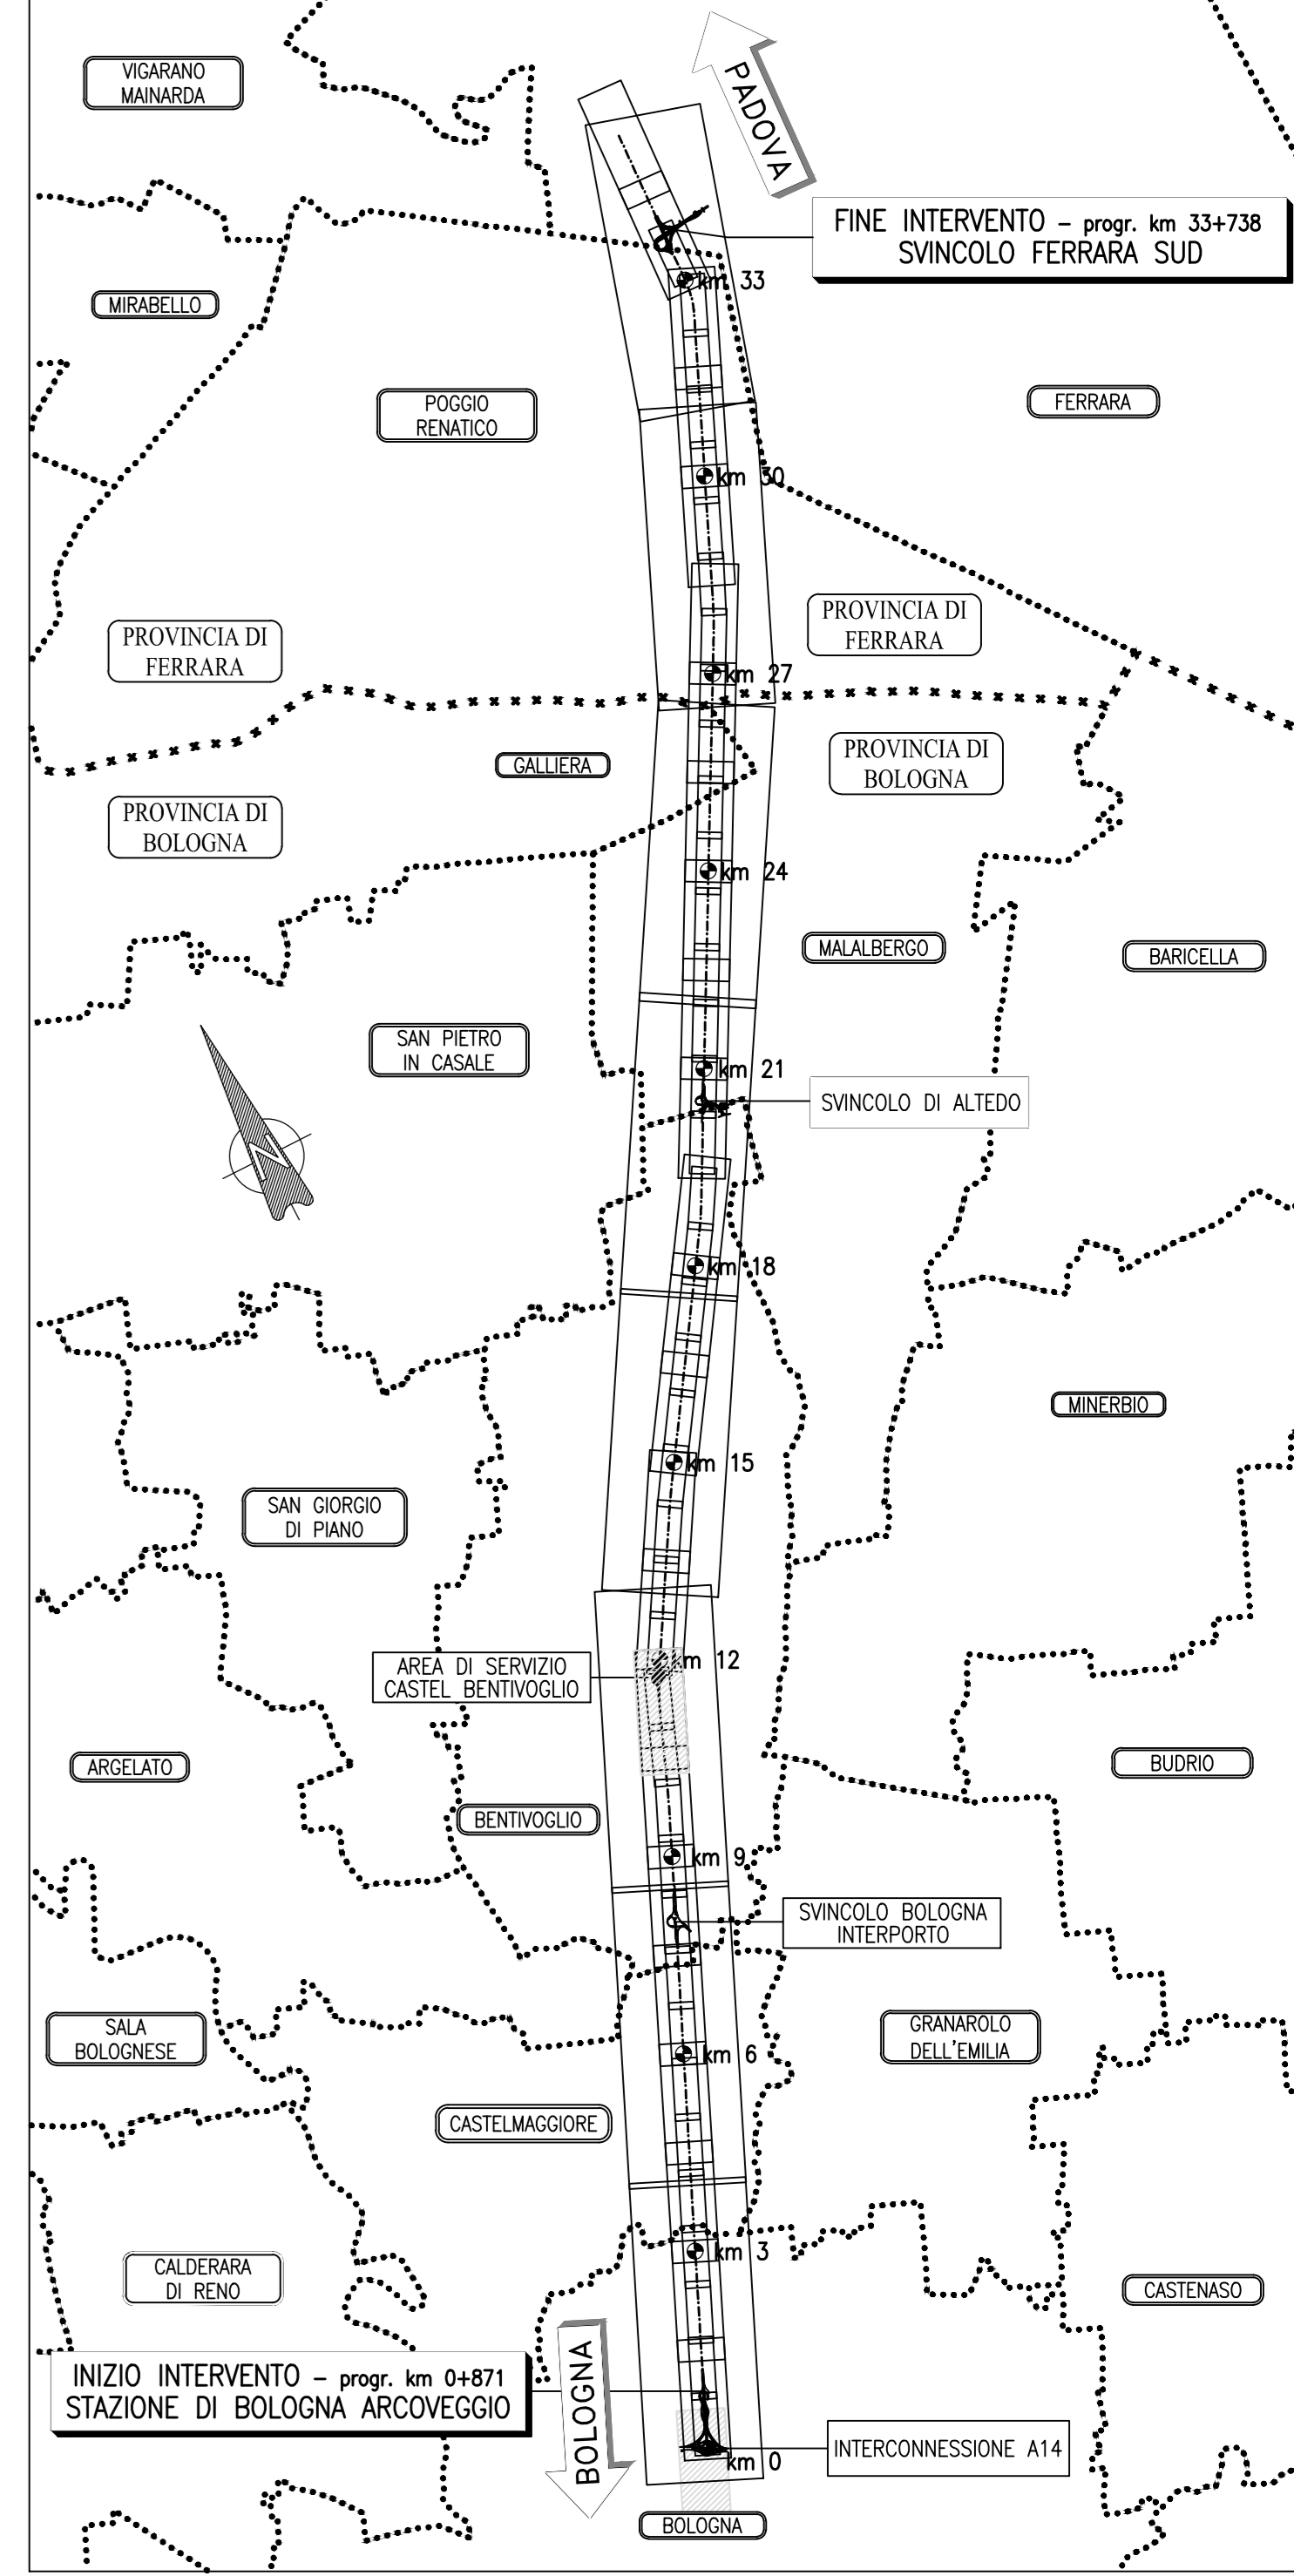 VIGARANO
MAINARDA
PADOVA
FINE INTERVENTO – progr. km 33+738
SVINCOLO FERRARA SUD
km 33
MIRABELLO
POGGIO
RENATICO
FERRARA
km 30
PROVINCIA DI
FERRARA
PROVINCIA DI
FERRARA
km 27
GALLIERA
PROVINCIA DI
BOLOGNA
PROVINCIA DI
BOLOGNA
km 24
MALALBERGO
BARICELLA
SAN PIETRO
IN CASALE
km 21
SVINCOLO DI ALTEDO
N
km 18
MINERBIO
km 15
SAN GIORGIO
DI PIANO
km 12
AREA DI SERVIZIO
CASTEL BENTIVOGLIO
ARGELATO
BUDRIO
BENTIVOGLIO
km 9
SVINCOLO BOLOGNA
INTERPORTO
SALA
BOLOGNESE
GRANAROLO
DELL'EMILIA
km 6
CASTELMAGGIORE
km 3
CALDERARA
DI RENO
CASTENASO
INIZIO INTERVENTO – progr. km 0+871
STAZIONE DI BOLOGNA ARCOVEGGIO
BOLOGNA
INTERCONNESSIONE A14
km 0
BOLOGNA